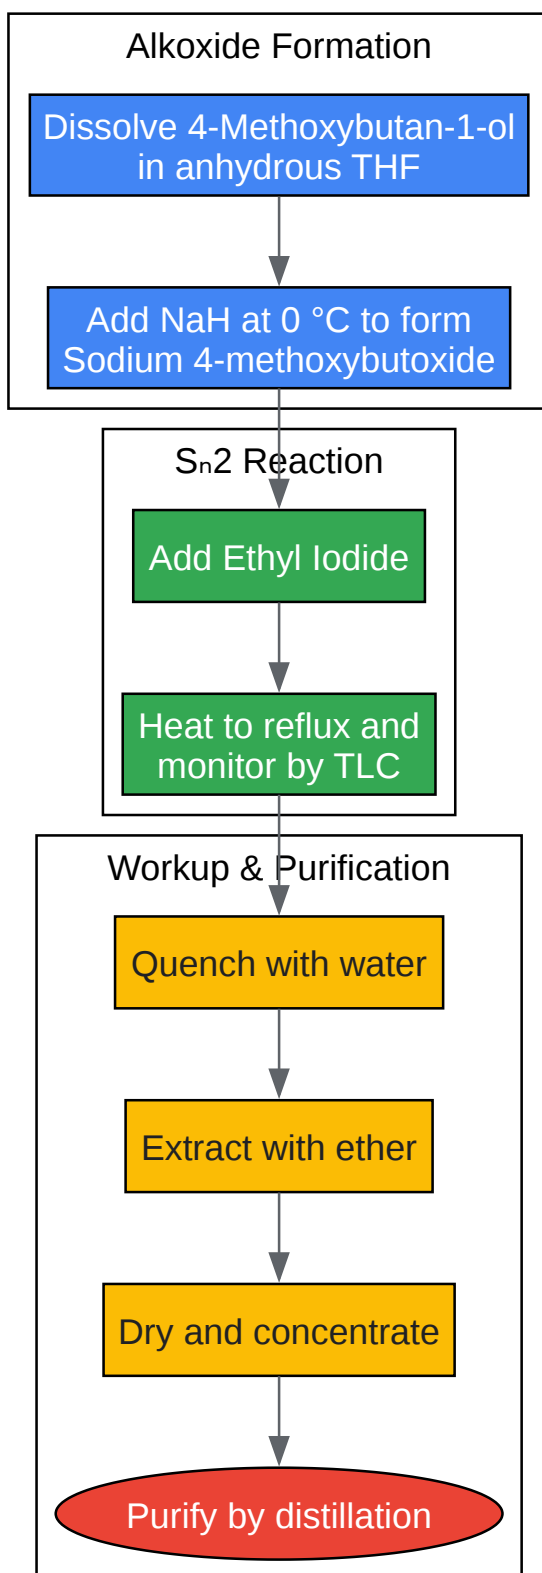 Alkoxide Formation
Dissolve 4-Methoxybutan-1-ol
in anhydrous THF
Add NaH at 0 °C to form
Sodium 4-methoxybutoxide
Sₙ2 Reaction
Add Ethyl Iodide
Heat to reflux and
monitor by TLC
Workup & Purification
Quench with water
Extract with ether
Dry and concentrate
Purify by distillation